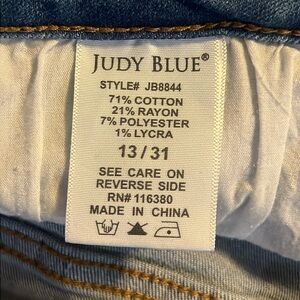 JUDY BLUE®
STYLE# JB8844
71% COTTON
21% RAYON
7% POLYESTER
1% LYCRA
13 / 31
SEE CARE ON
REVERSE SIDE
RN# 116380
MADE IN CHINA